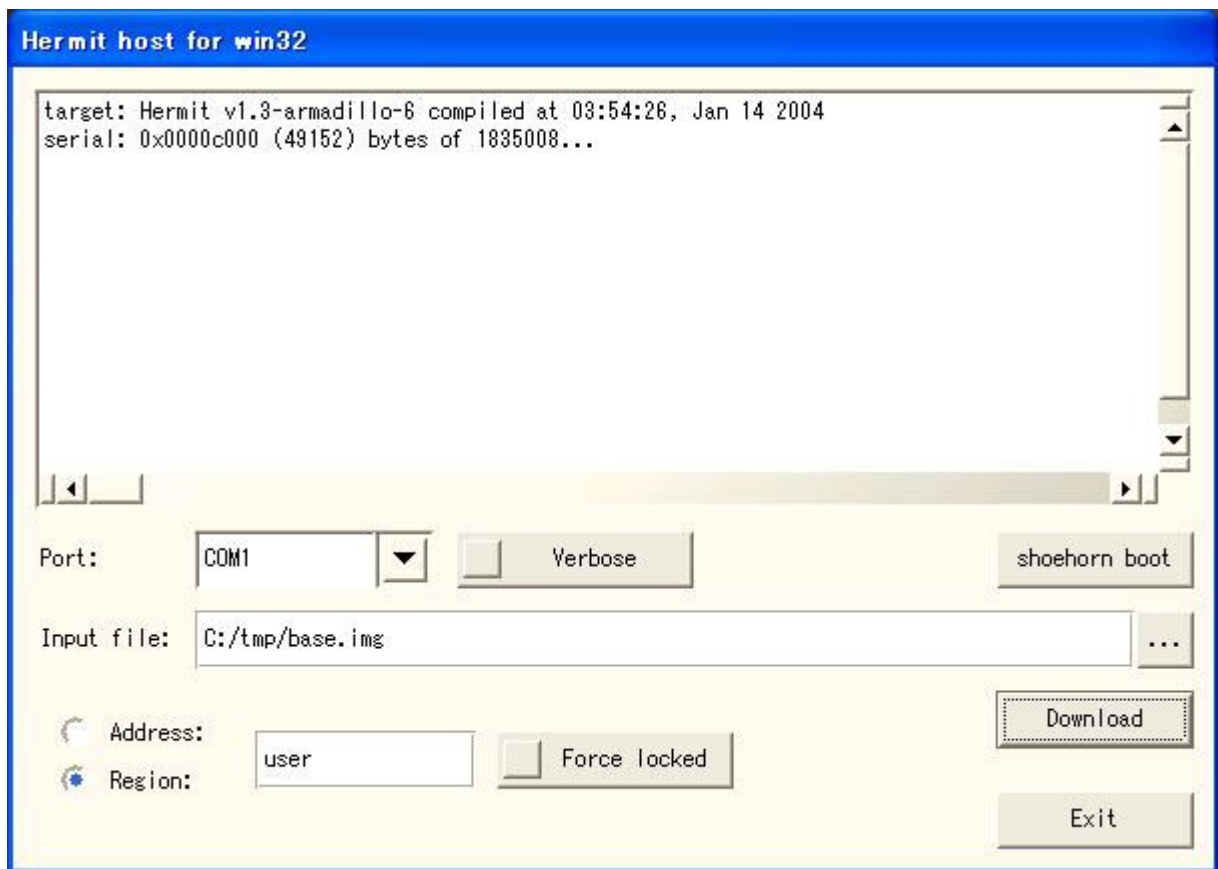 Hermit host for win32
target: Hermit v1.3-armadillo-6 compiled at 03:54:26, Jan 14 2004
serial: 0x0000c000 (49152) bytes of 1835008...
Port: COM1 Verbose shoehorn boot
Input file: C:/tmp/base.img ...
Address:
Region:
user Force locked
Download
Exit